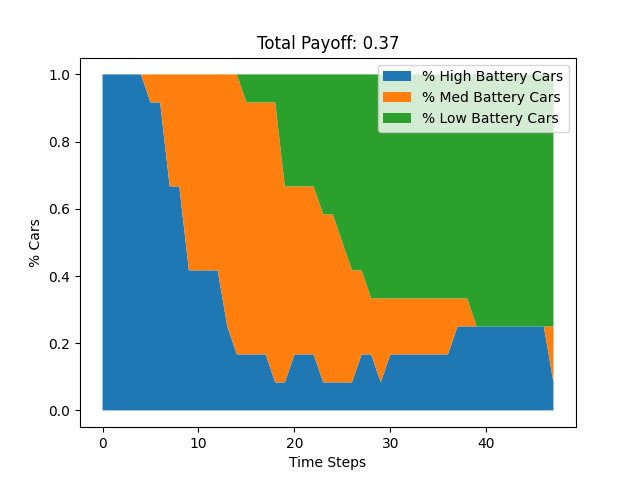 Total Payoff: 0.37
% High Battery Cars
% Med Battery Cars
% Low Battery Cars
1.0
0.8
0.6
0.4
0.2
0.0
% Cars
0
10
20
30
40
Time Steps